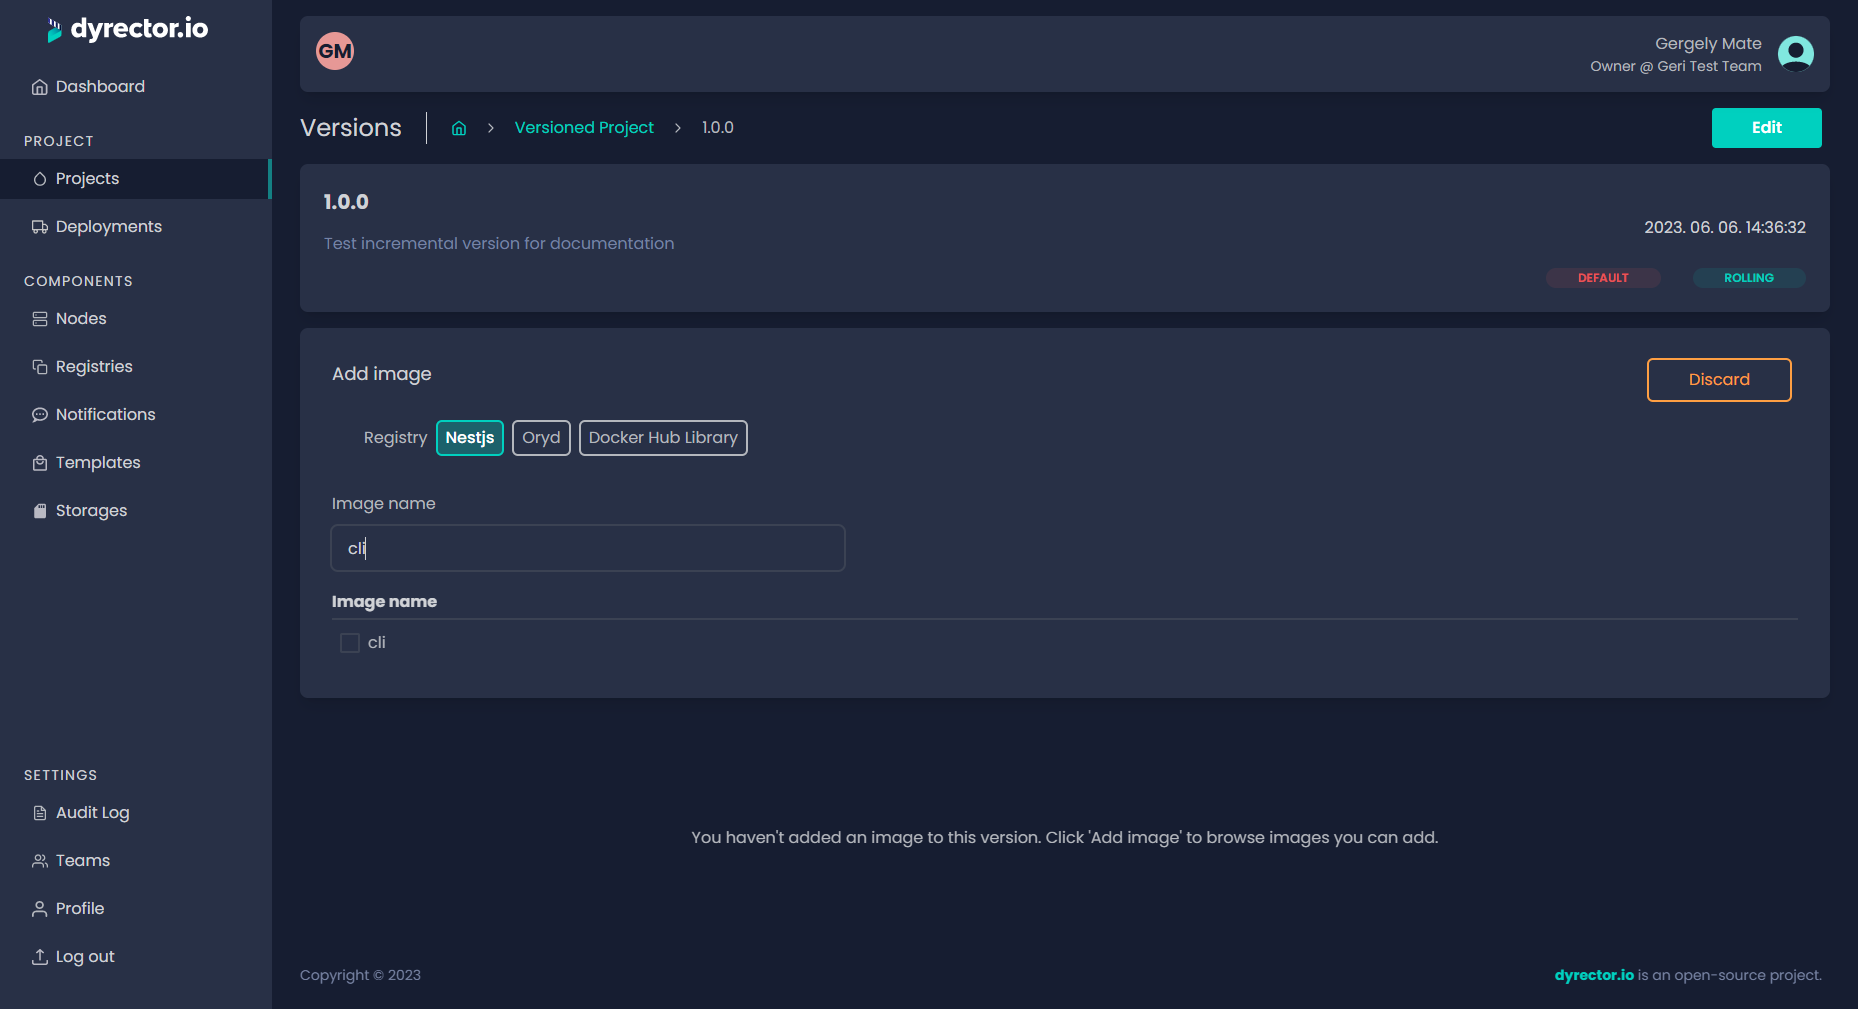 dyrector.io
Dashboard
PROJECT
Projects
Deployments
COMPONENTS
Nodes
Registries
Notifications
Templates
Storages
SETTINGS
Audit Log
Teams
Profile
Log out
GM
Gergely Mate
Owner @ Geri Test Team
Versions
Versioned Project
1.0.0
Edit
1.0.0
Test incremental version for documentation
2023. 06. 06. 14:36:32
DEFAULT
ROLLING
Add image
Discard
Registry Nestjs Oryd Docker Hub Library
Image name
cli
Image name
cli
You haven't added an image to this version. Click 'Add image' to browse images you can add.
Copyright © 2023
dyrector.io is an open-source project.